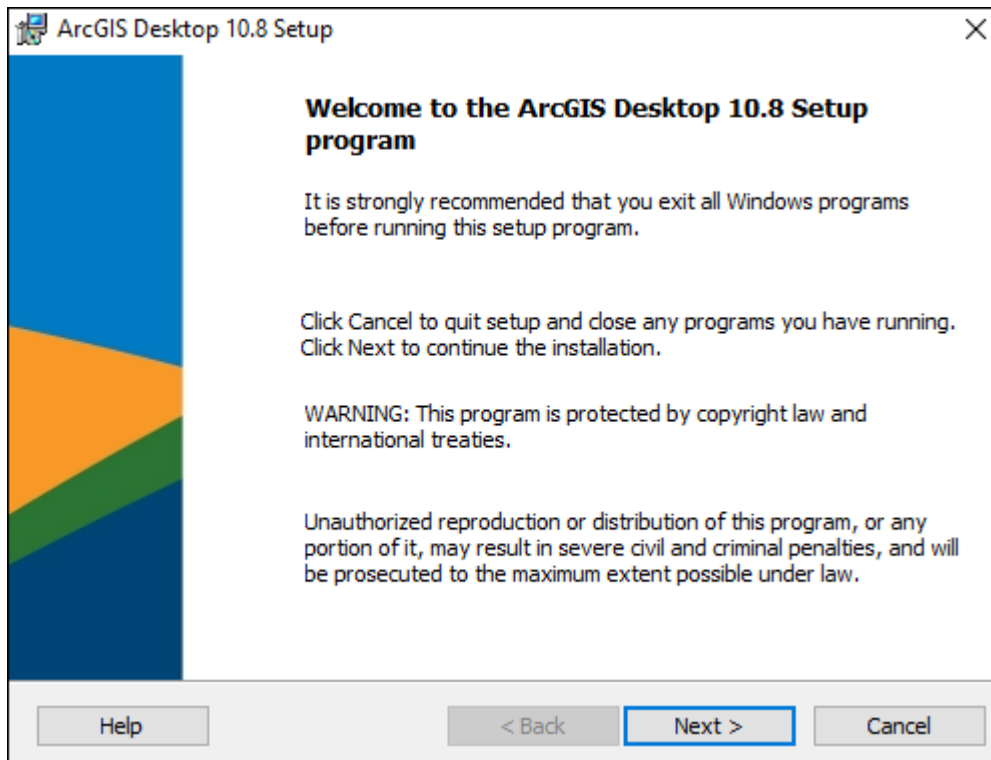 ArcGIS Desktop 10.8 Setup
Welcome to the ArcGIS Desktop 10.8 Setup
program
It is strongly recommended that you exit all Windows programs
before running this setup program.
Click Cancel to quit setup and close any programs you have running.
Click Next to continue the installation.
WARNING: This program is protected by copyright law and
international treaties.
Unauthorized reproduction or distribution of this program, or any
portion of it, may result in severe civil and criminal penalties, and will
be prosecuted to the maximum extent possible under law.
Help < Back Next > Cancel